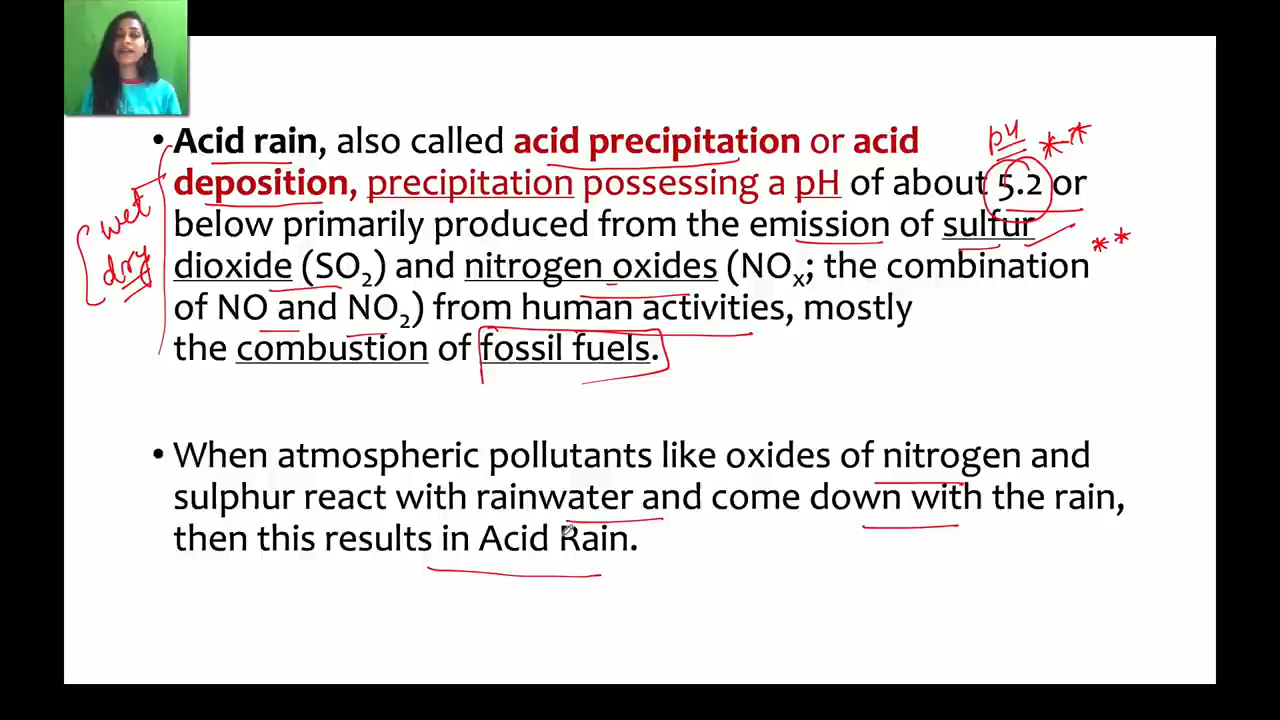 • Acid rain, also called acid precipitation or acid
deposition, precipitation possessing a pH of about 5.2 or
below primarily produced from the emission of sulfur
dioxide (SO₂) and nitrogen oxides (NOₓ; the combination
of NO and NO₂) from human activities, mostly
the combustion of fossil fuels.
• When atmospheric pollutants like oxides of nitrogen and
sulphur react with rainwater and come down with the rain,
then this results in Acid Rain.
wet
dry
pH